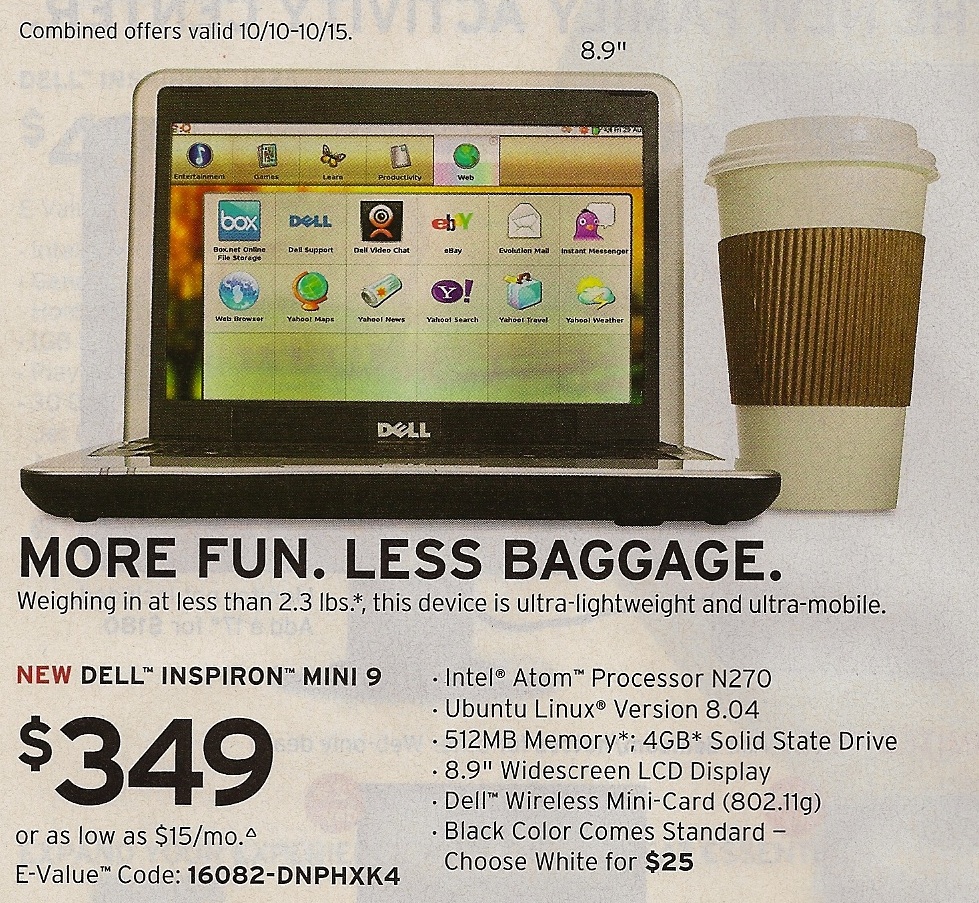 Combined offers valid 10/10-10/15.
8.9"
Fri 29 Au
Entertainment Games Learn Productivity Web
box DELL ebY
Box.net Online File Storage Dell Support Dell Video Chat eBay Evolution Mail Instant Messenger
Y!
Web Browser Yahoo! Maps Yahoo! News Yahoo! Search Yahoo! Travel Yahoo! Weather
DELL
MORE FUN. LESS BAGGAGE.
Weighing in at less than 2.3 lbs.*, this device is ultra-lightweight and ultra-mobile.
NEW DELL™ INSPIRON™ MINI 9
$349
or as low as $15/mo.∆
E-Value™ Code: 16082-DNPHXK4
· Intel® Atom™ Processor N270
· Ubuntu Linux® Version 8.04
· 512MB Memory*; 4GB* Solid State Drive
· 8.9" Widescreen LCD Display
· Dell™ Wireless Mini-Card (802.11g)
· Black Color Comes Standard –
Choose White for $25